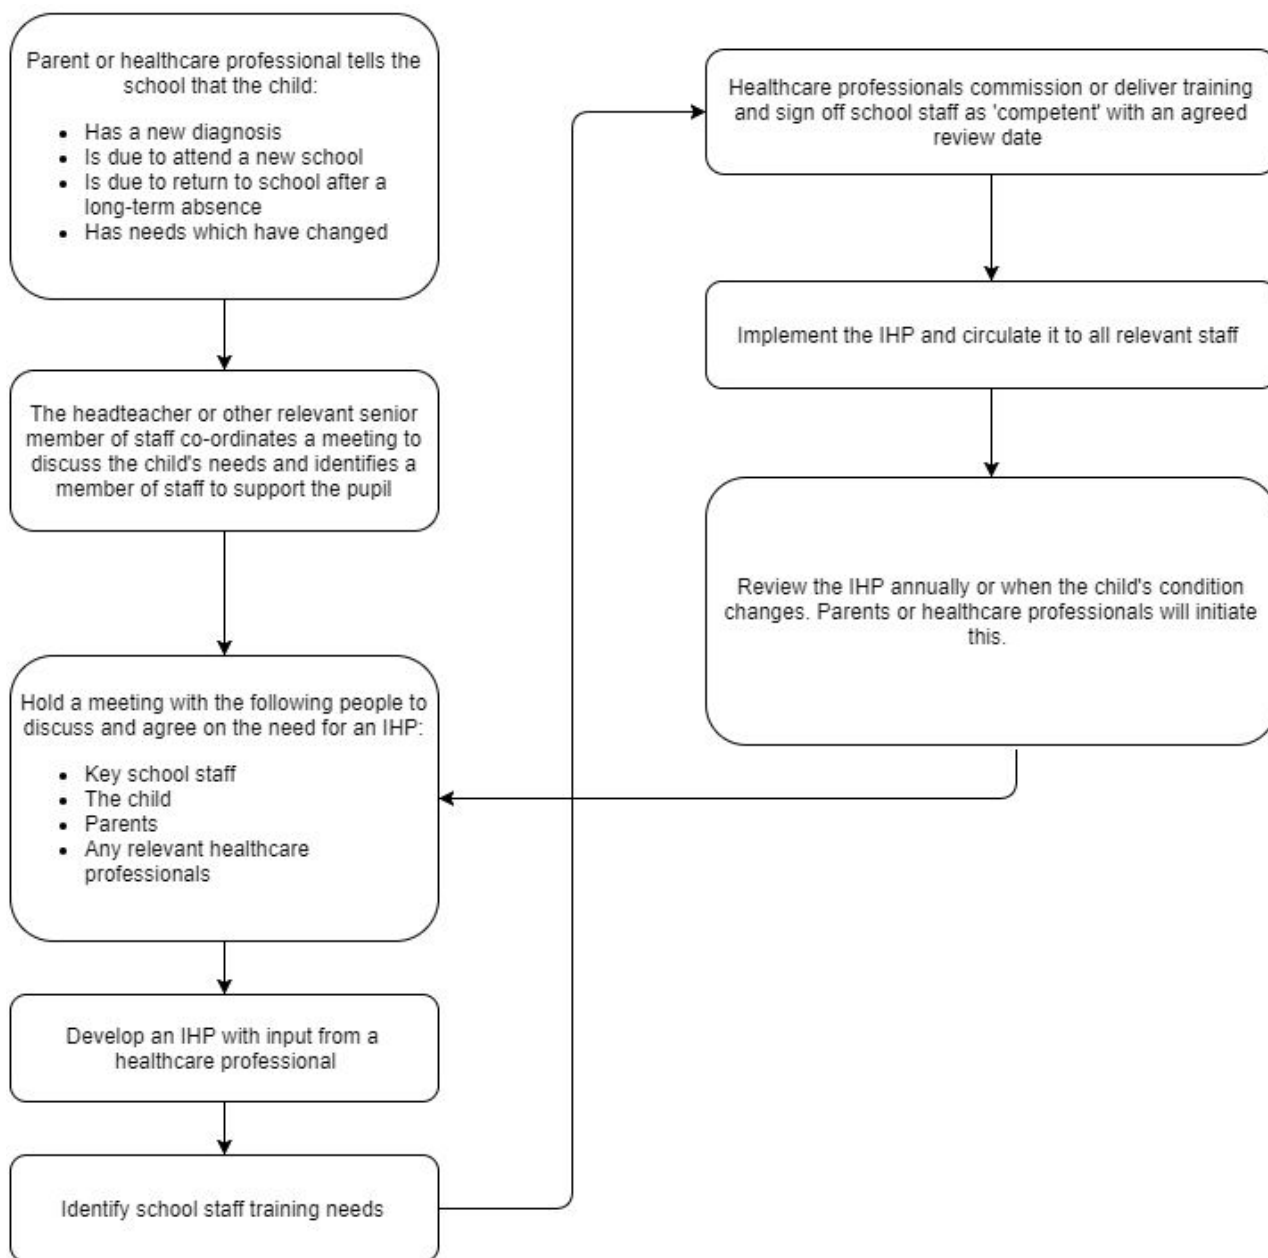 Parent or healthcare professional tells the
school that the child:
• Has a new diagnosis
• Is due to attend a new school
• Is due to return to school after a
long-term absence
• Has needs which have changed
The headteacher or other relevant senior
member of staff co-ordinates a meeting to
discuss the child's needs and identifies a
member of staff to support the pupil
Hold a meeting with the following people to
discuss and agree on the need for an IHP:
• Key school staff
• The child
• Parents
• Any relevant healthcare
professionals
Develop an IHP with input from a
healthcare professional
Identify school staff training needs
Healthcare professionals commission or deliver training
and sign off school staff as 'competent' with an agreed
review date
Implement the IHP and circulate it to all relevant staff
Review the IHP annually or when the child's condition
changes. Parents or healthcare professionals will initiate
this.